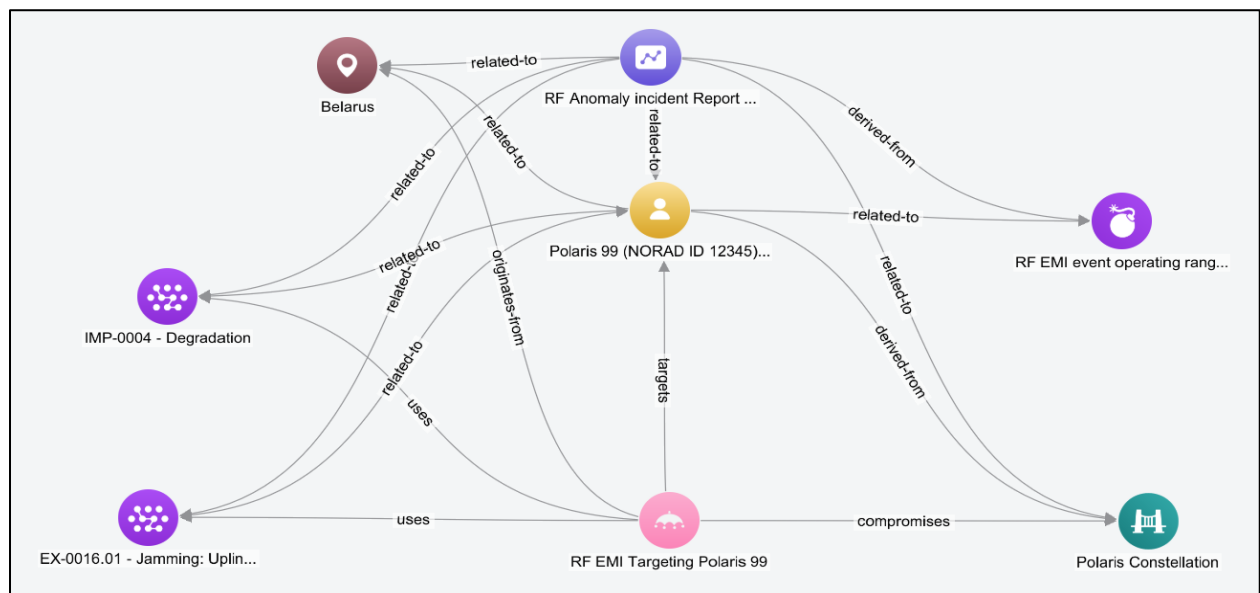 related-to
Belarus
RF Anomaly incident Report ...
related-to
related-to
derived-from
related-to
related-to
Polaris 99 (NORAD ID 12345)...
RF EMI event operating rang...
related-to
related-to
originates-from
related-to
IMP-0004 - Degradation
derived-from
related-to
targets
uses
uses
compromises
EX-0016.01 - Jamming: Uplin...
RF EMI Targeting Polaris 99
Polaris Constellation